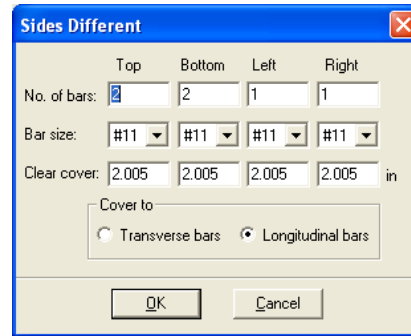 Sides Different
Top Bottom Left Right
No. of bars: 2 2 1 1
Bar size: #11 #11 #11 #11
Clear cover: 2.005 2.005 2.005 2.005 in
Cover to
Transverse bars Longitudinal bars
OK Cancel